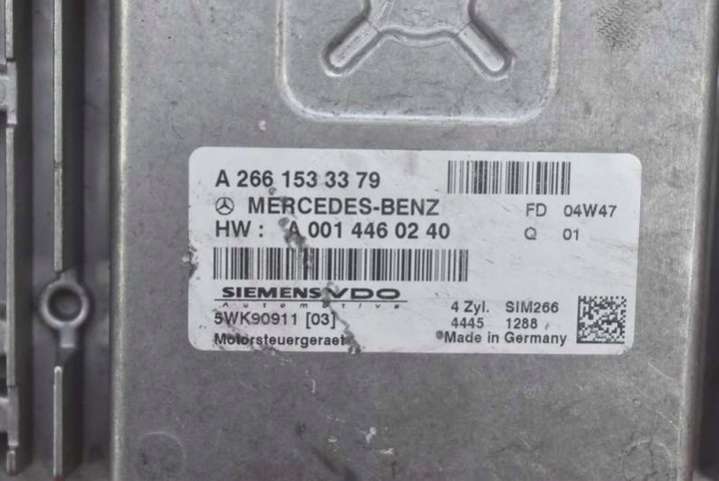 A 266 153 33 79
MERCEDES-BENZ FD 04W47
HW : A 001 446 02 40 Q 01
SIEMENS VDO
Automotive 4 Zyl. SIM266
5WK90911 [03] 4445 1288
Motorsteuergeraet Made in Germany